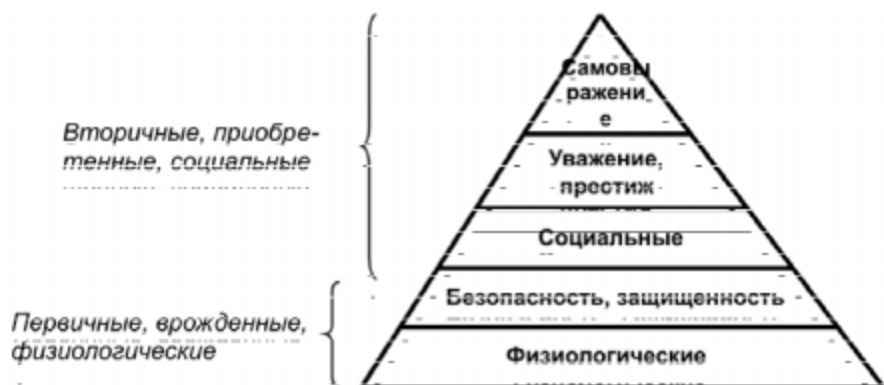 Самовы
ражени
е
Вторичные, приобре-
тенные, социальные
Уважение,
престиж
Социальные
Безопасность, защищенность
Первичные, врожденные,
физиологические
Физиологические